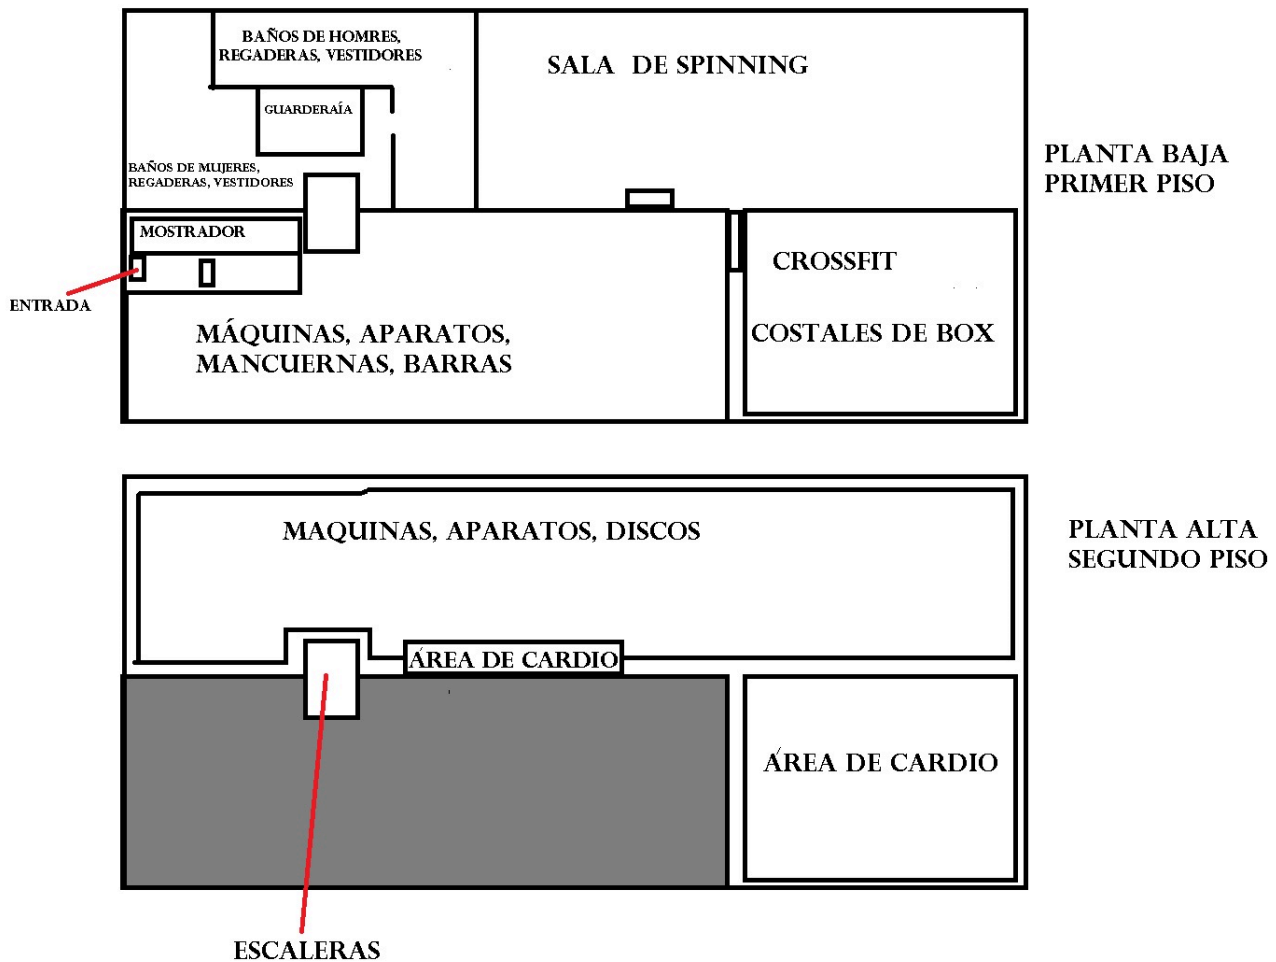 BAÑOS DE HOMRES,
REGADERAS, VESTIDORES
SALA DE SPINNING
GUARDERAÍA
PLANTA BAJA
PRIMER PISO
BAÑOS DE MUJERES,
REGADERAS, VESTIDORES
MOSTRADOR
CROSSFIT
ENTRADA
MÁQUINAS, APARATOS,
MANCUERNAS, BARRAS
COSTALES DE BOX
MAQUINAS, APARATOS, DISCOS
PLANTA ALTA
SEGUNDO PISO
ÁREA DE CARDIO
ÁREA DE CARDIO
ESCALERAS